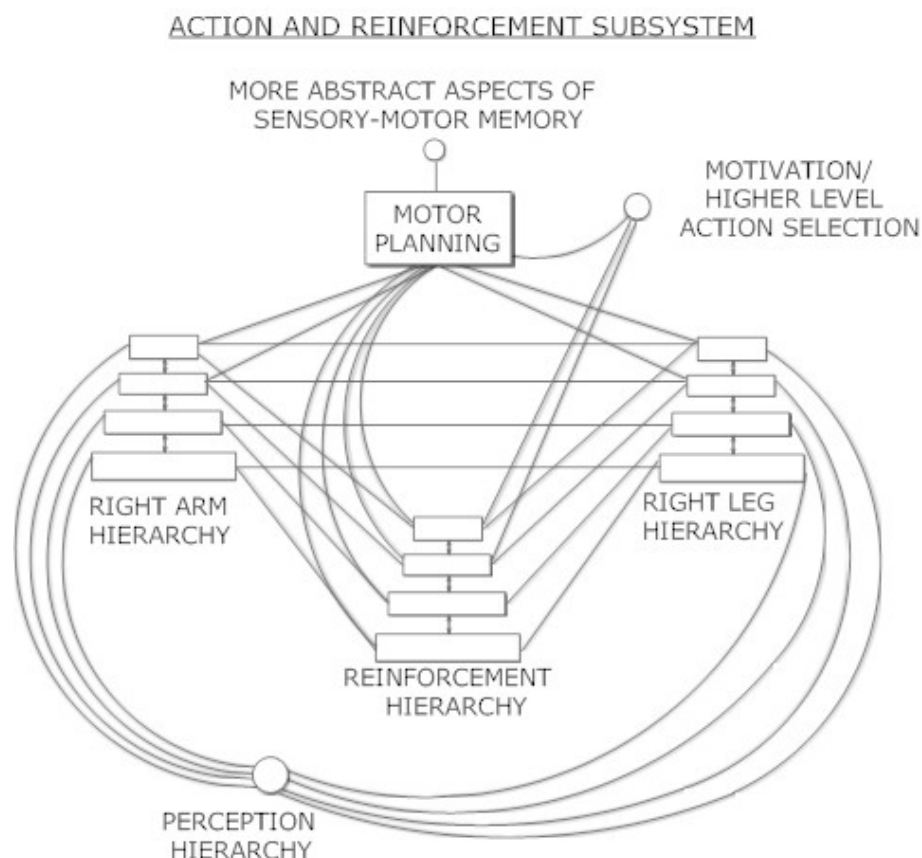 ACTION AND REINFORCEMENT SUBSYSTEM
MORE ABSTRACT ASPECTS OF
SENSORY-MOTOR MEMORY
MOTIVATION/
HIGHER LEVEL
ACTION SELECTION
MOTOR
PLANNING
RIGHT ARM
HIERARCHY
RIGHT LEG
HIERARCHY
REINFORCEMENT
HIERARCHY
PERCEPTION
HIERARCHY